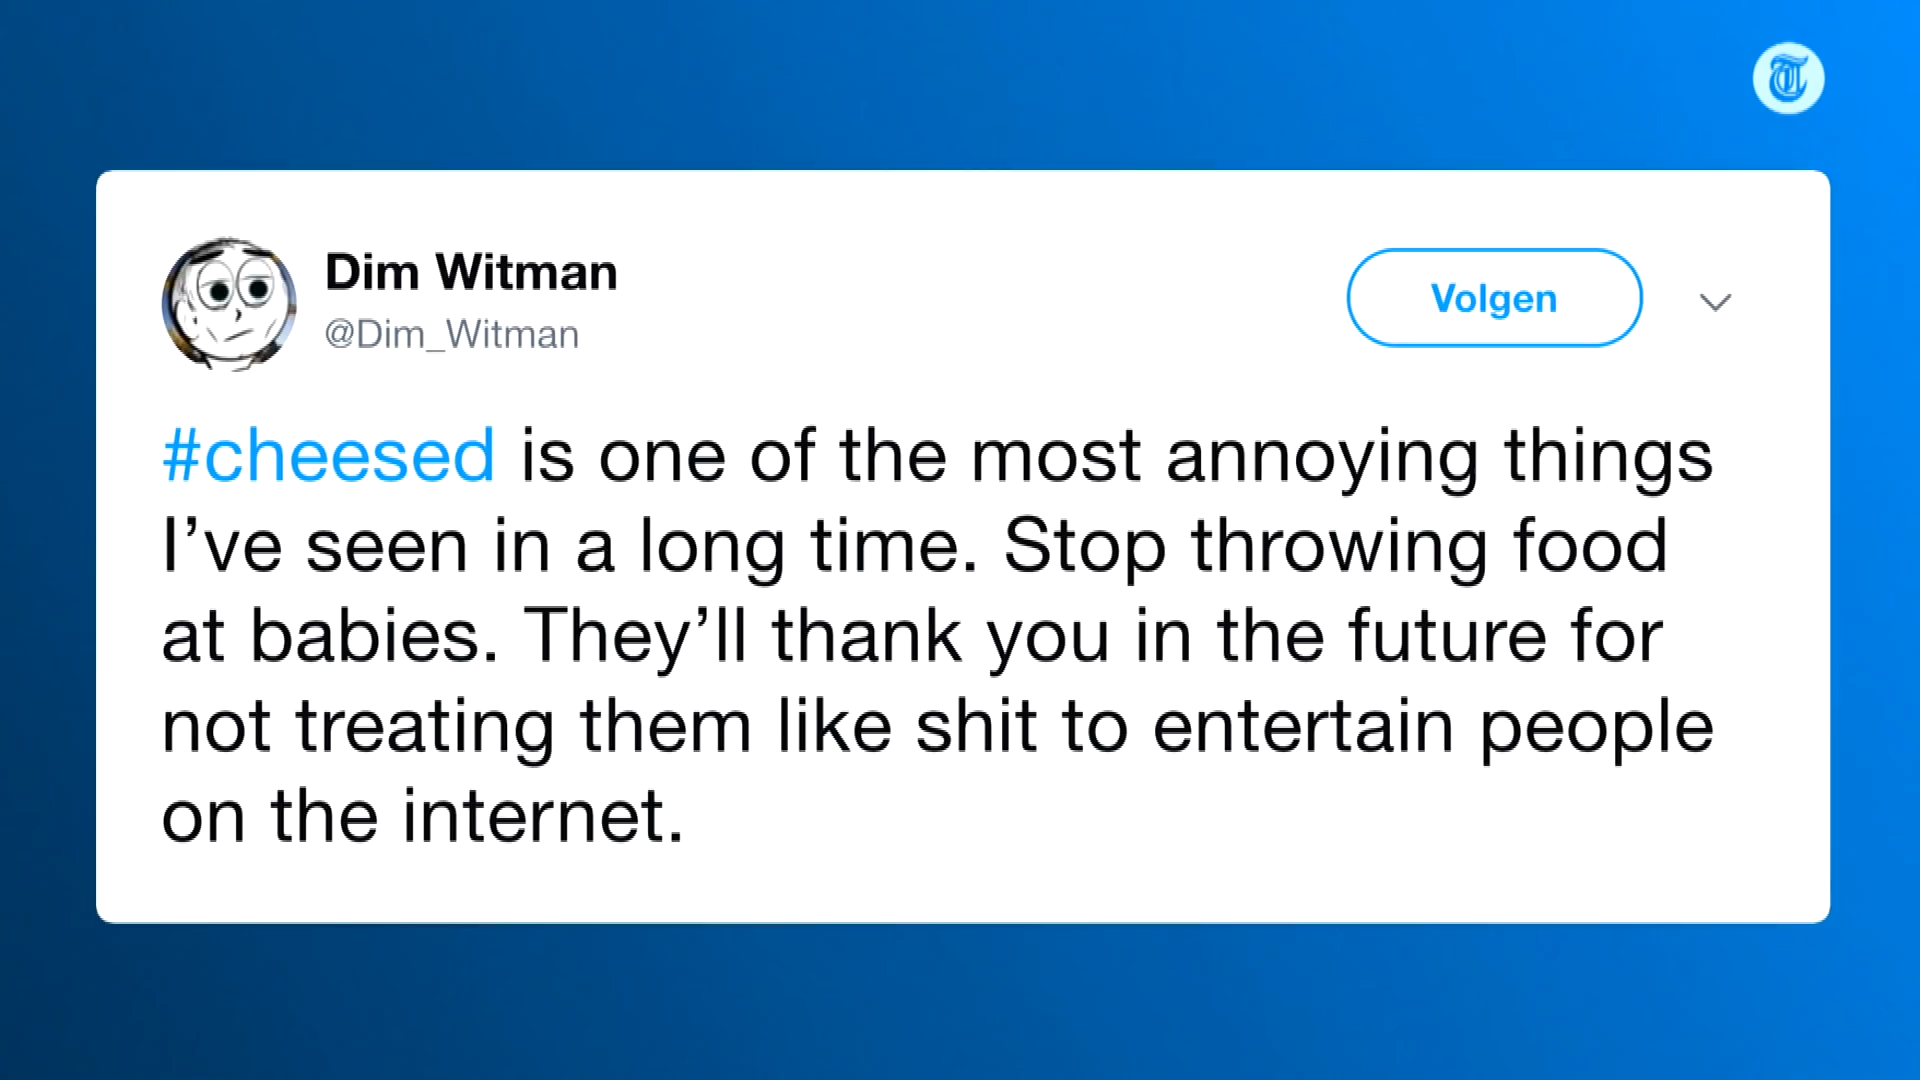 T
Dim Witman
@Dim_Witman
Volgen
#cheesed is one of the most annoying things
I’ve seen in a long time. Stop throwing food
at babies. They’ll thank you in the future for
not treating them like shit to entertain people
on the internet.